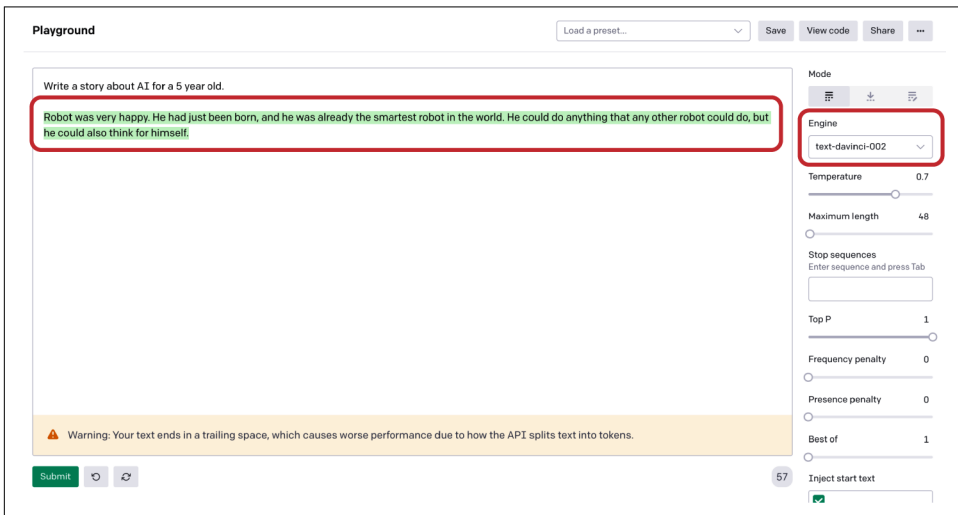 Playground
Load a preset...
Save
View code
Share
...
Write a story about AI for a 5 year old.
Robot was very happy. He had just been born, and he was already the smartest robot in the world. He could do anything that any other robot could do, but
he could also think for himself.
Warning: Your text ends in a trailing space, which causes worse performance due to how the API splits text into tokens.
Submit
57
Mode
Engine
text-davinci-002
Temperature 0.7
Maximum length 48
Stop sequences
Enter sequence and press Tab
Top P 1
Frequency penalty 0
Presence penalty 0
Best of 1
Inject start text